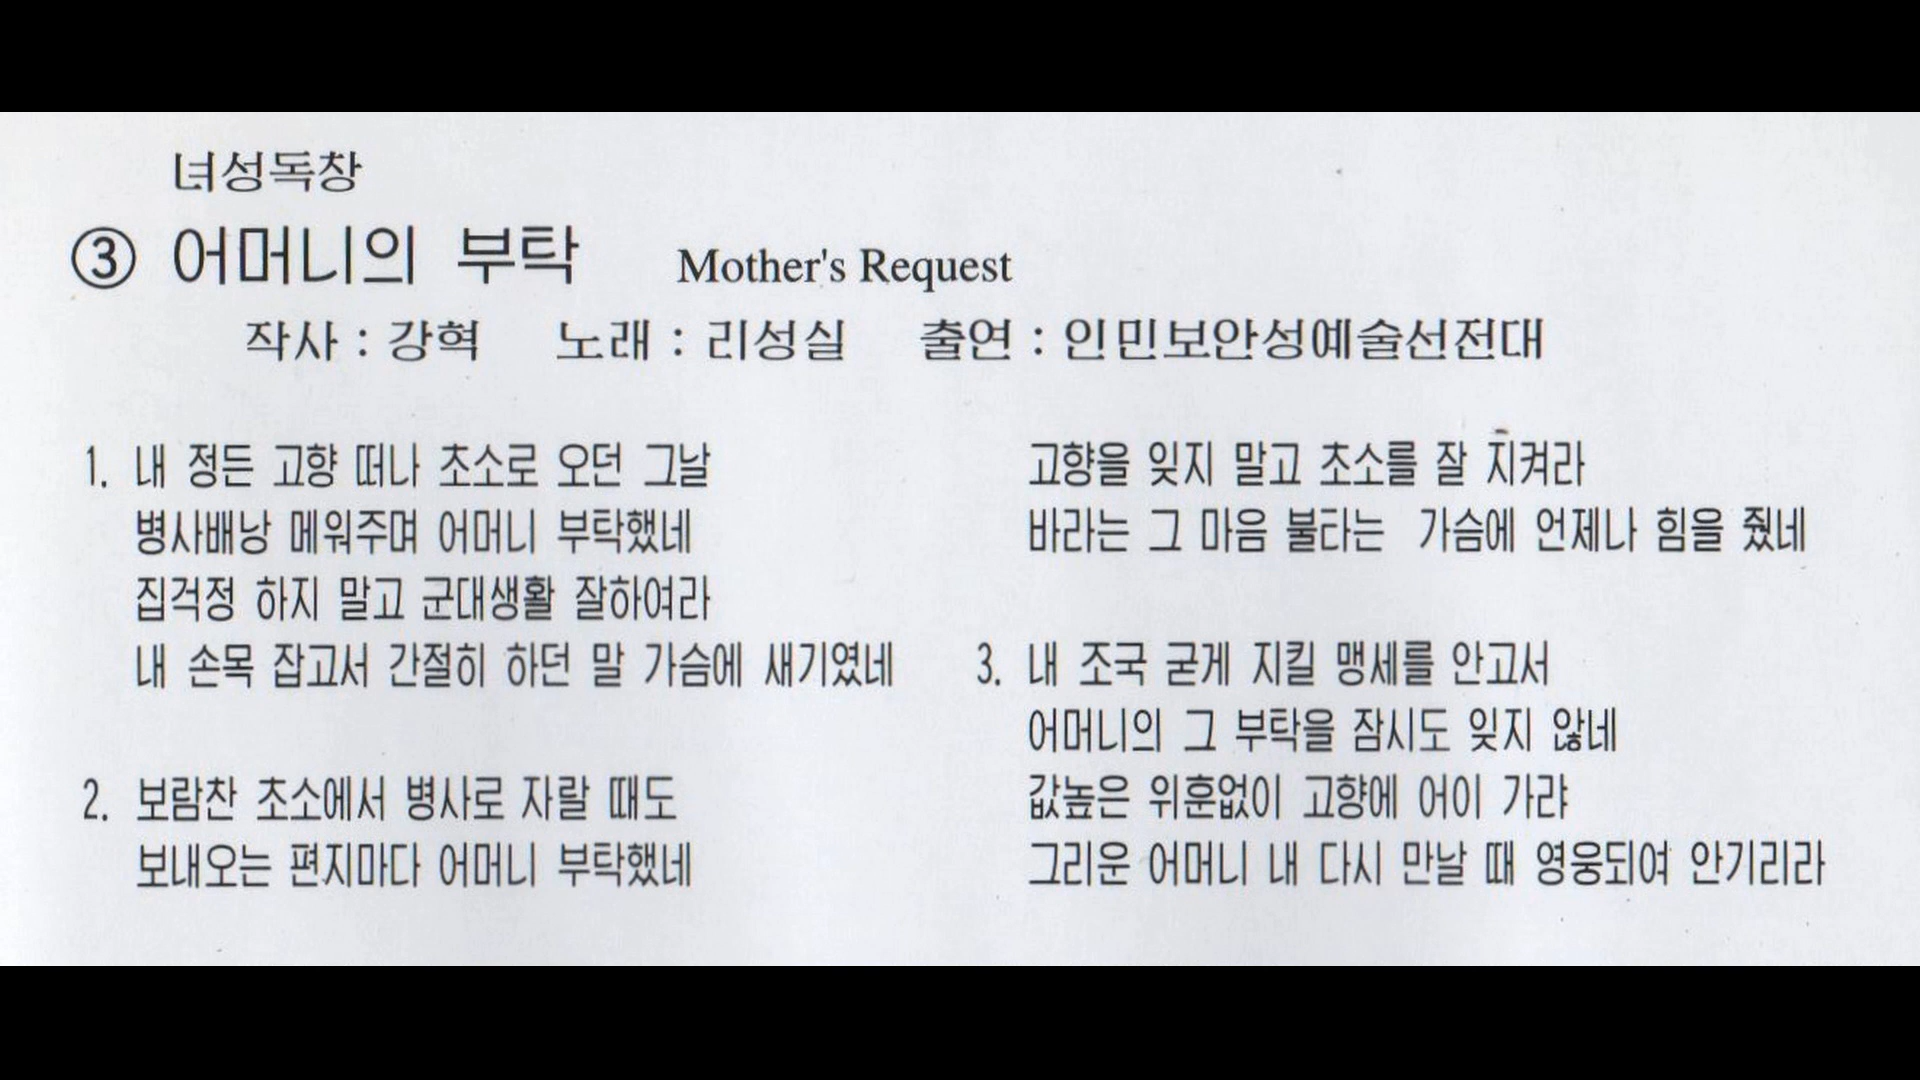 녀성독창
③ 어머니의 부탁 Mother's Request
작사 : 강혁 노래 : 리성실 출연 : 인민보안성예술선전대
1. 내 정든 고향 떠나 초소로 오던 그날
병사배낭 메워주며 어머니 부탁했네
집걱정 하지 말고 군대생활 잘하여라
내 손목 잡고서 간절히 하던 말 가슴에 새기였네
2. 보람찬 초소에서 병사로 자랄 때도
보내오는 편지마다 어머니 부탁했네
고향을 잊지 말고 초소를 잘 지켜라
바라는 그 마음 불타는 가슴에 언제나 힘을 줬네
3. 내 조국 굳게 지킬 맹세를 안고서
어머니의 그 부탁을 잠시도 잊지 않네
값높은 위훈없이 고향에 어이 가랴
그리운 어머니 내 다시 만날 때 영웅되여 안기리라